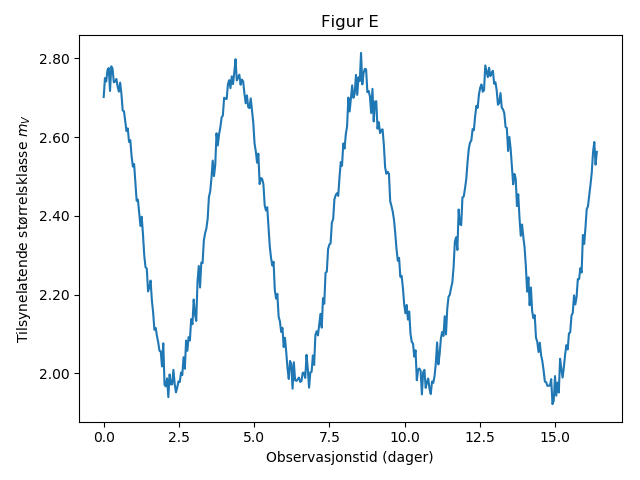 Figur E
Tilsynelatende størrelsesklasse $m_V$
2.80
2.60
2.40
2.20
2.00
0.0 2.5 5.0 7.5 10.0 12.5 15.0
Observasjonstid (dager)